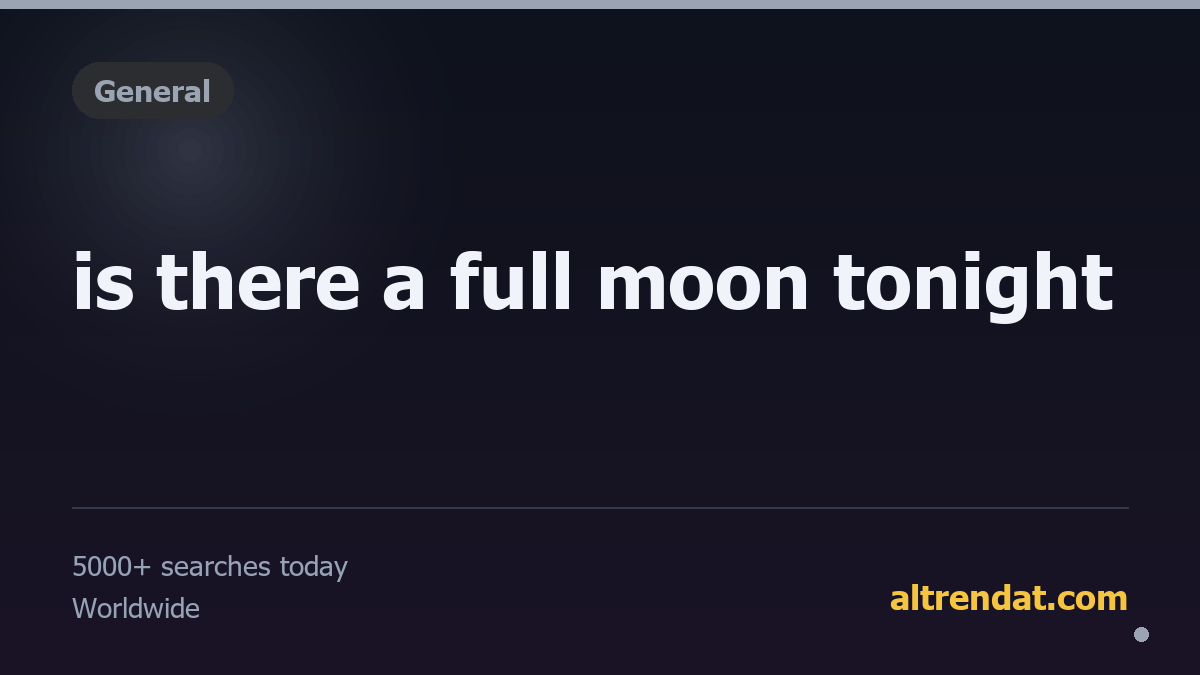 General
is there a full moon tonight
5000+ searches today
Worldwide
altrendat.com